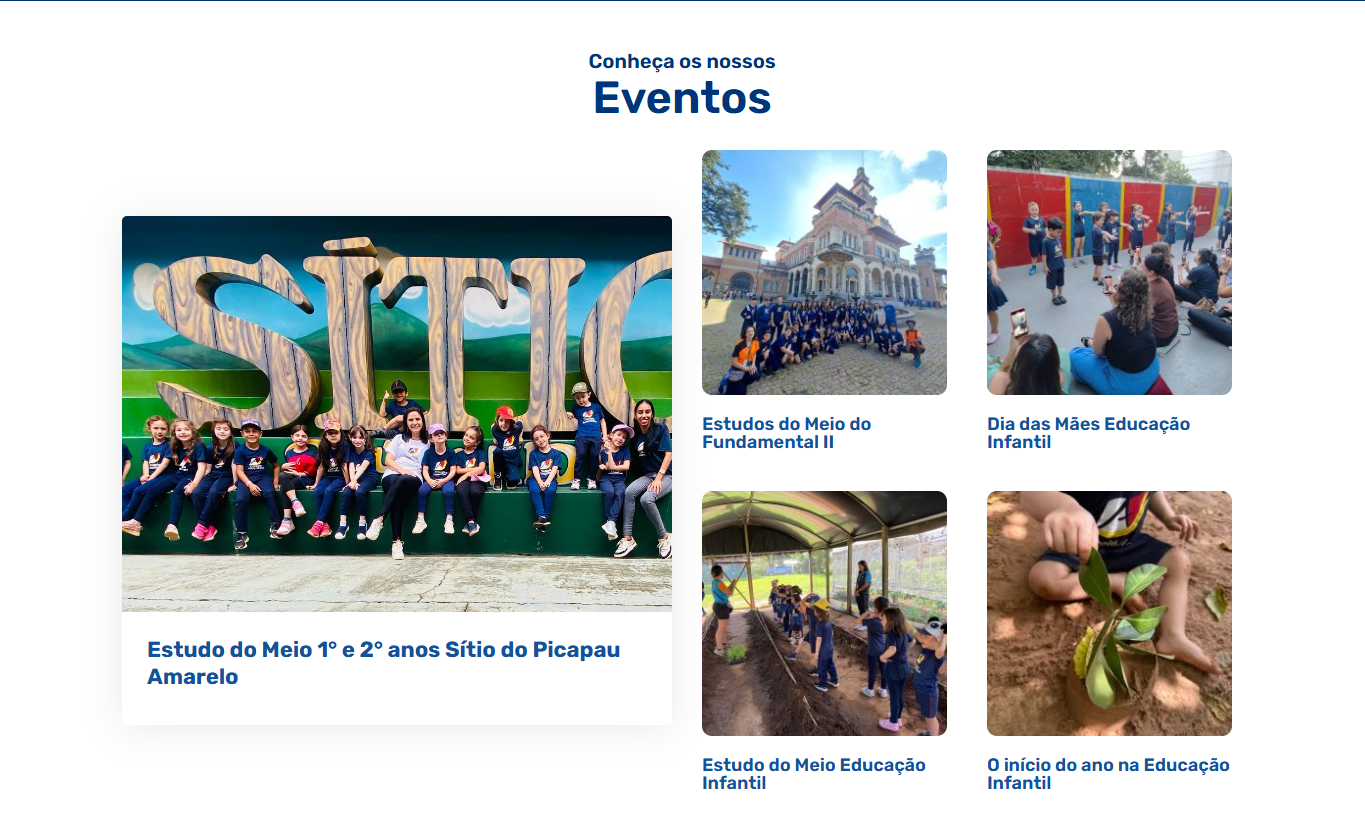 Conheça os nossos
Eventos
SÍTIO
Estudo do Meio 1° e 2° anos Sítio do Picapau
Amarelo
Estudos do Meio do
Fundamental II
Dia das Mães Educação
Infantil
Estudo do Meio Educação
Infantil
O início do ano na Educação
Infantil